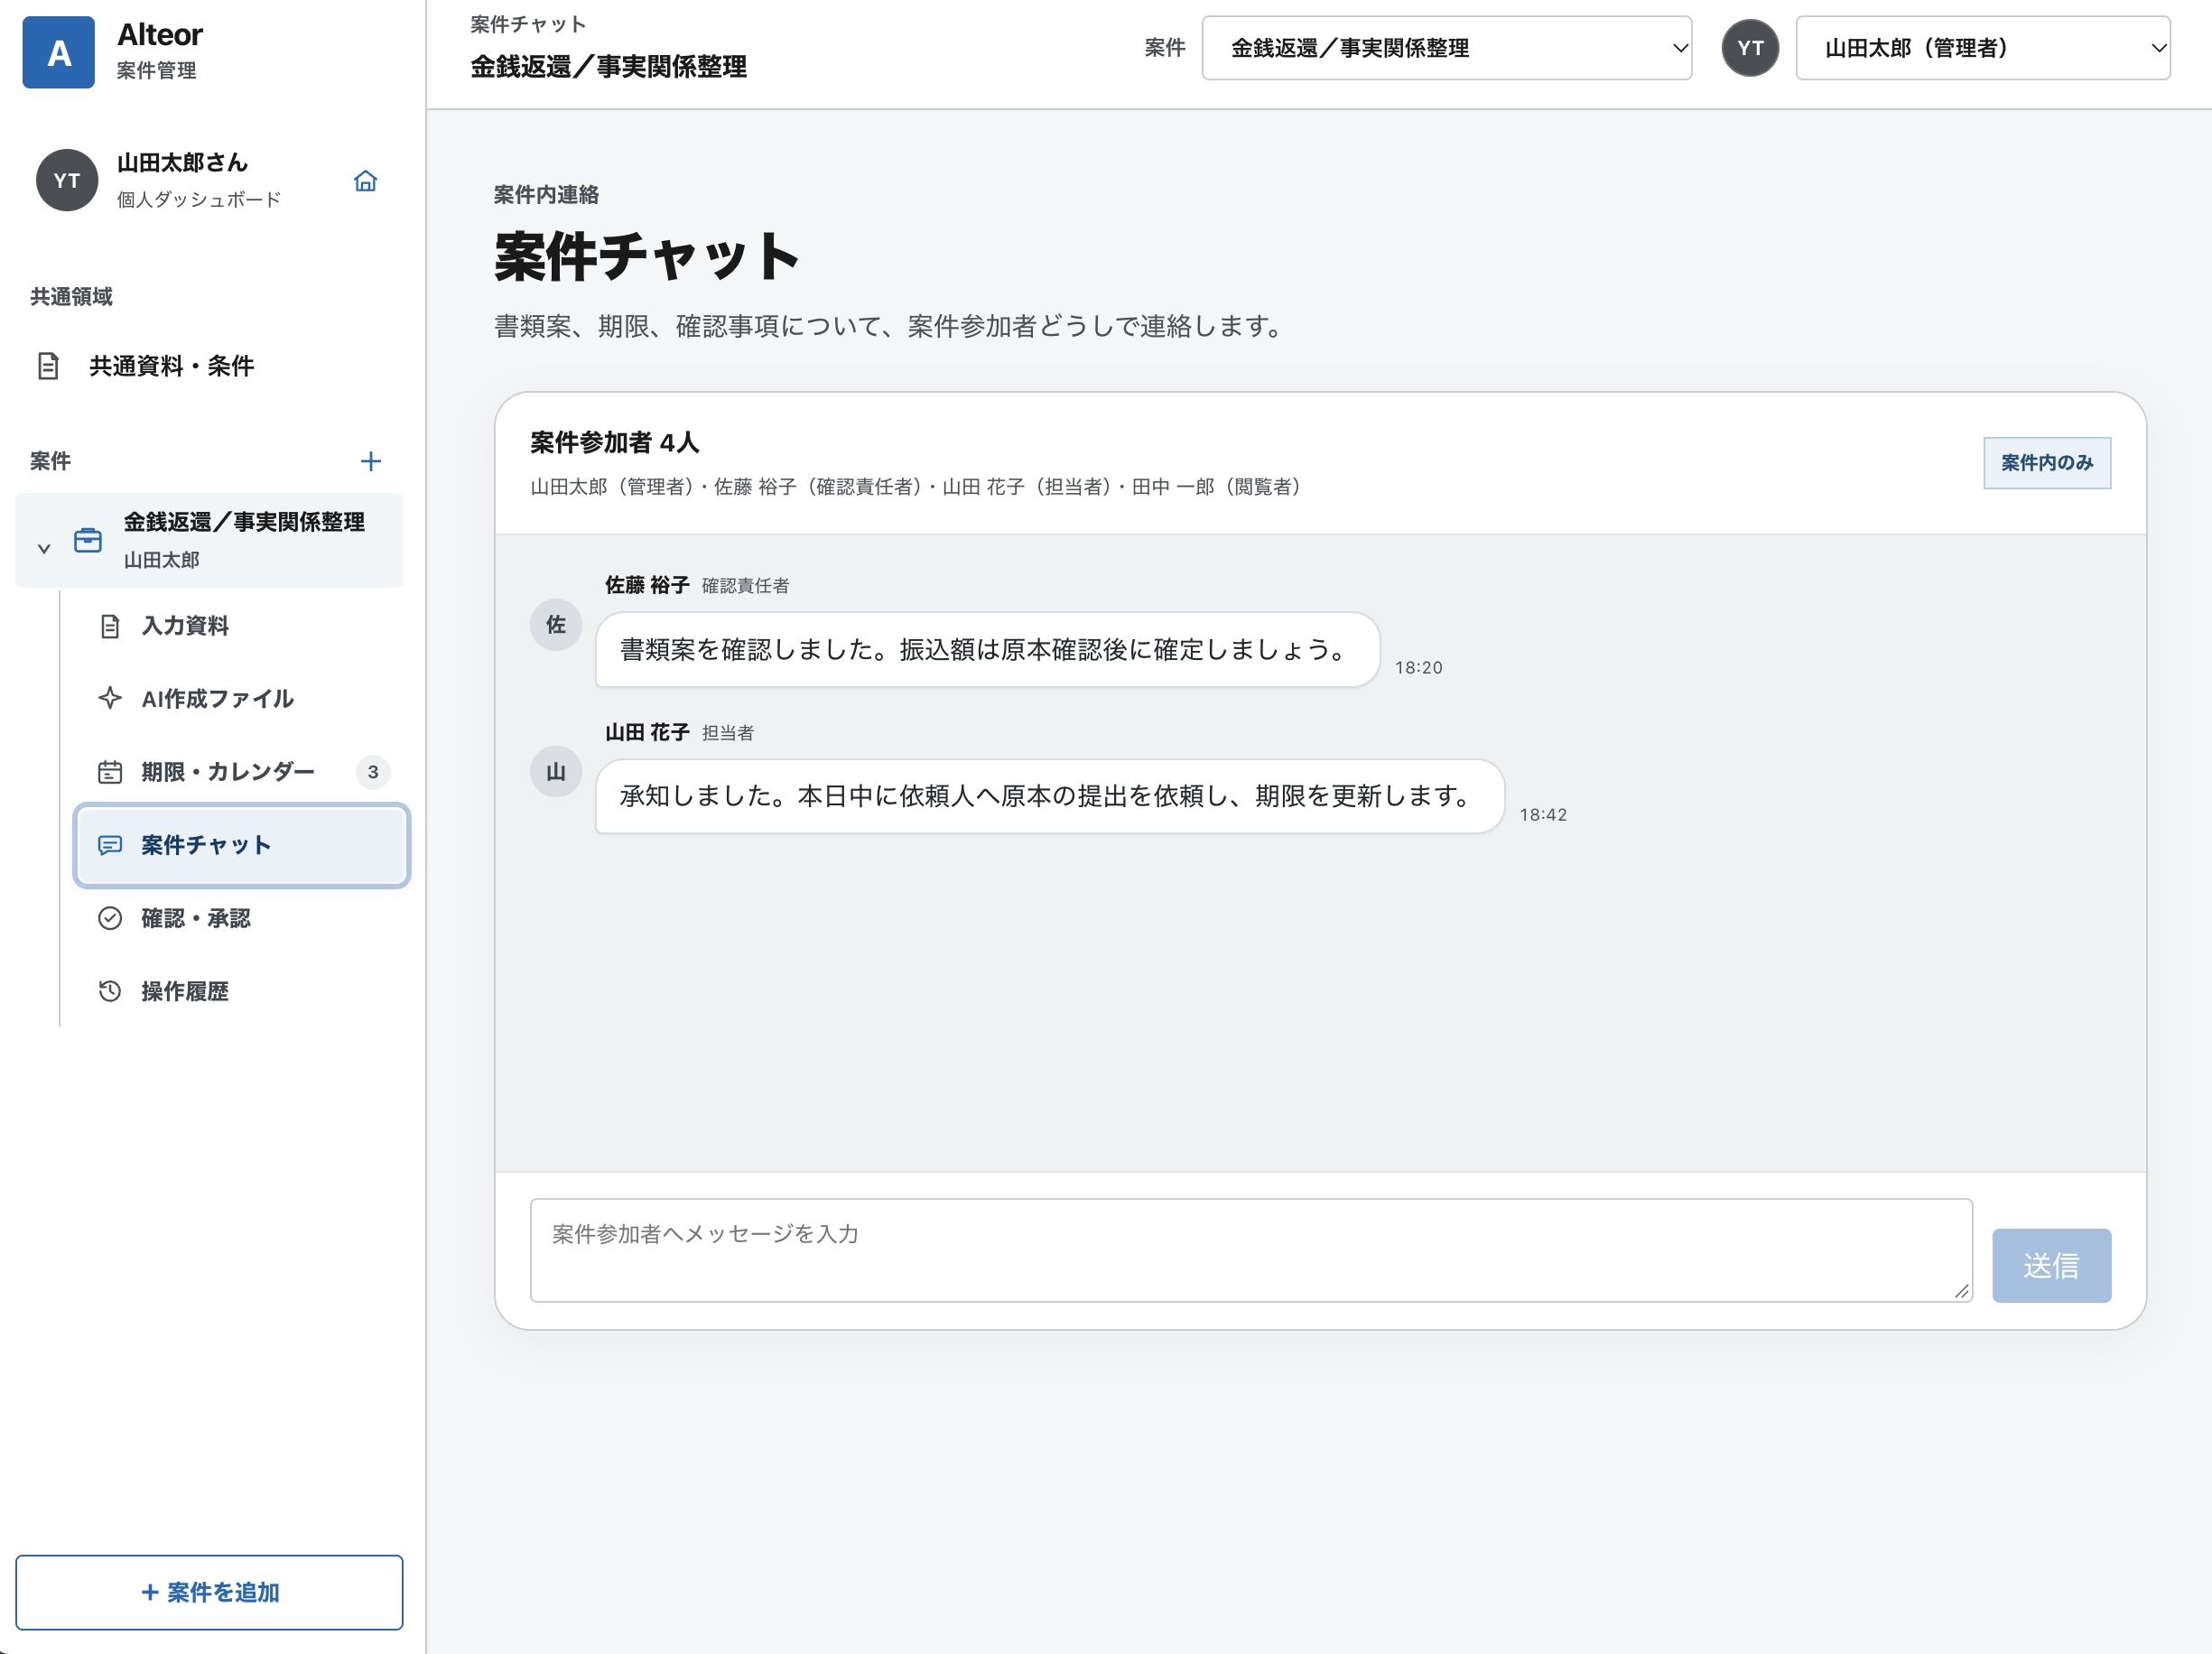 A
Alteor
案件管理
YT
山田太郎さん
個人ダッシュボード
共通領域
共通資料・条件
案件
+
金銭返還／事実関係整理
山田太郎
入力資料
AI作成ファイル
期限・カレンダー 3
案件チャット
確認・承認
操作履歴
+ 案件を追加
案件チャット
金銭返還／事実関係整理
案件 金銭返還／事実関係整理
YT 山田太郎（管理者）
案件内連絡
案件チャット
書類案、期限、確認事項について、案件参加者どうしで連絡します。
案件参加者 4人
山田太郎（管理者）・佐藤 裕子（確認責任者）・山田 花子（担当者）・田中 一郎（閲覧者）
案件内のみ
佐藤 裕子 確認責任者
佐
書類案を確認しました。振込額は原本確認後に確定しましょう。 18:20
山田 花子 担当者
山
承知しました。本日中に依頼人へ原本の提出を依頼し、期限を更新します。 18:42
案件参加者へメッセージを入力
送信